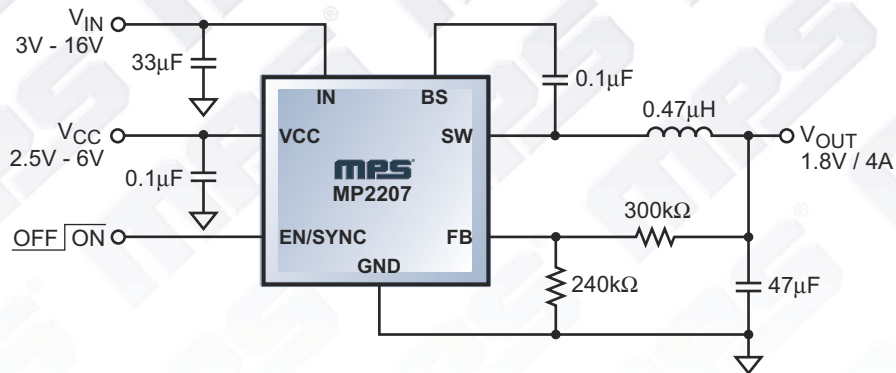 VIN
3V - 16V
33μF
0.1μF
IN
BS
0.47μH
VCC
2.5V - 6V
VCC
SW
VOUT
1.8V / 4A
0.1μF
mps
MP2207
300kΩ
OFF ON
EN/SYNC
FB
GND
240kΩ
47μF